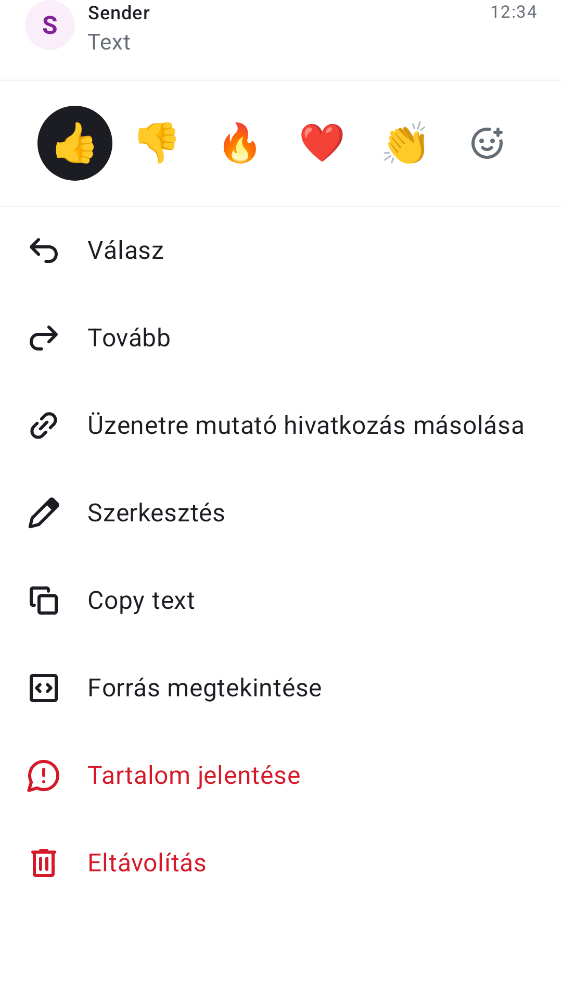 S
Sender
12:34
Text
Válasz
Tovább
Üzenetre mutató hivatkozás másolása
Szerkesztés
Copy text
Forrás megtekintése
Tartalom jelentése
Eltávolítás